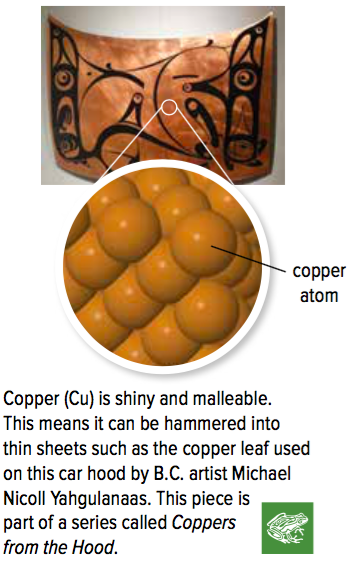 copper
atom
Copper (Cu) is shiny and malleable.
This means it can be hammered into
thin sheets such as the copper leaf used
on this car hood by B.C. artist Michael
Nicoll Yahgulanaas. This piece is
part of a series called Coppers
from the Hood.